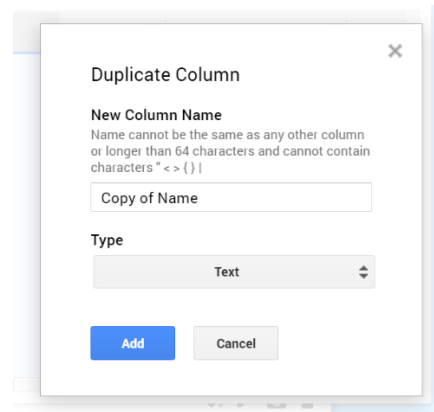 Duplicate Column
New Column Name
Name cannot be the same as any other column
or longer than 64 characters and cannot contain
characters " < > { } |
Copy of Name
Type
Text
Add
Cancel